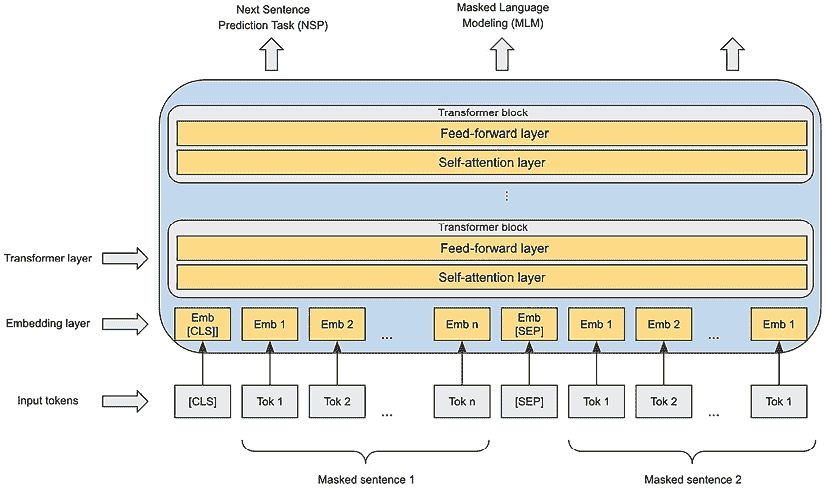 Next Sentence
Prediction Task (NSP)
Masked Language
Modeling (MLM)
Transformer block
Feed-forward layer
Self-attention layer
...
Transformer block
Transformer layer
Feed-forward layer
Self-attention layer
Embedding layer
Emb
[CLS]]
Emb 1
Emb 2
...
Emb n
Emb
[SEP]
Emb 1
Emb 2
...
Emb 1
Input tokens
[CLS]
Tok 1
Tok 2
...
Tok n
[SEP]
Tok 1
Tok 2
...
Tok 1
Masked sentence 1
Masked sentence 2